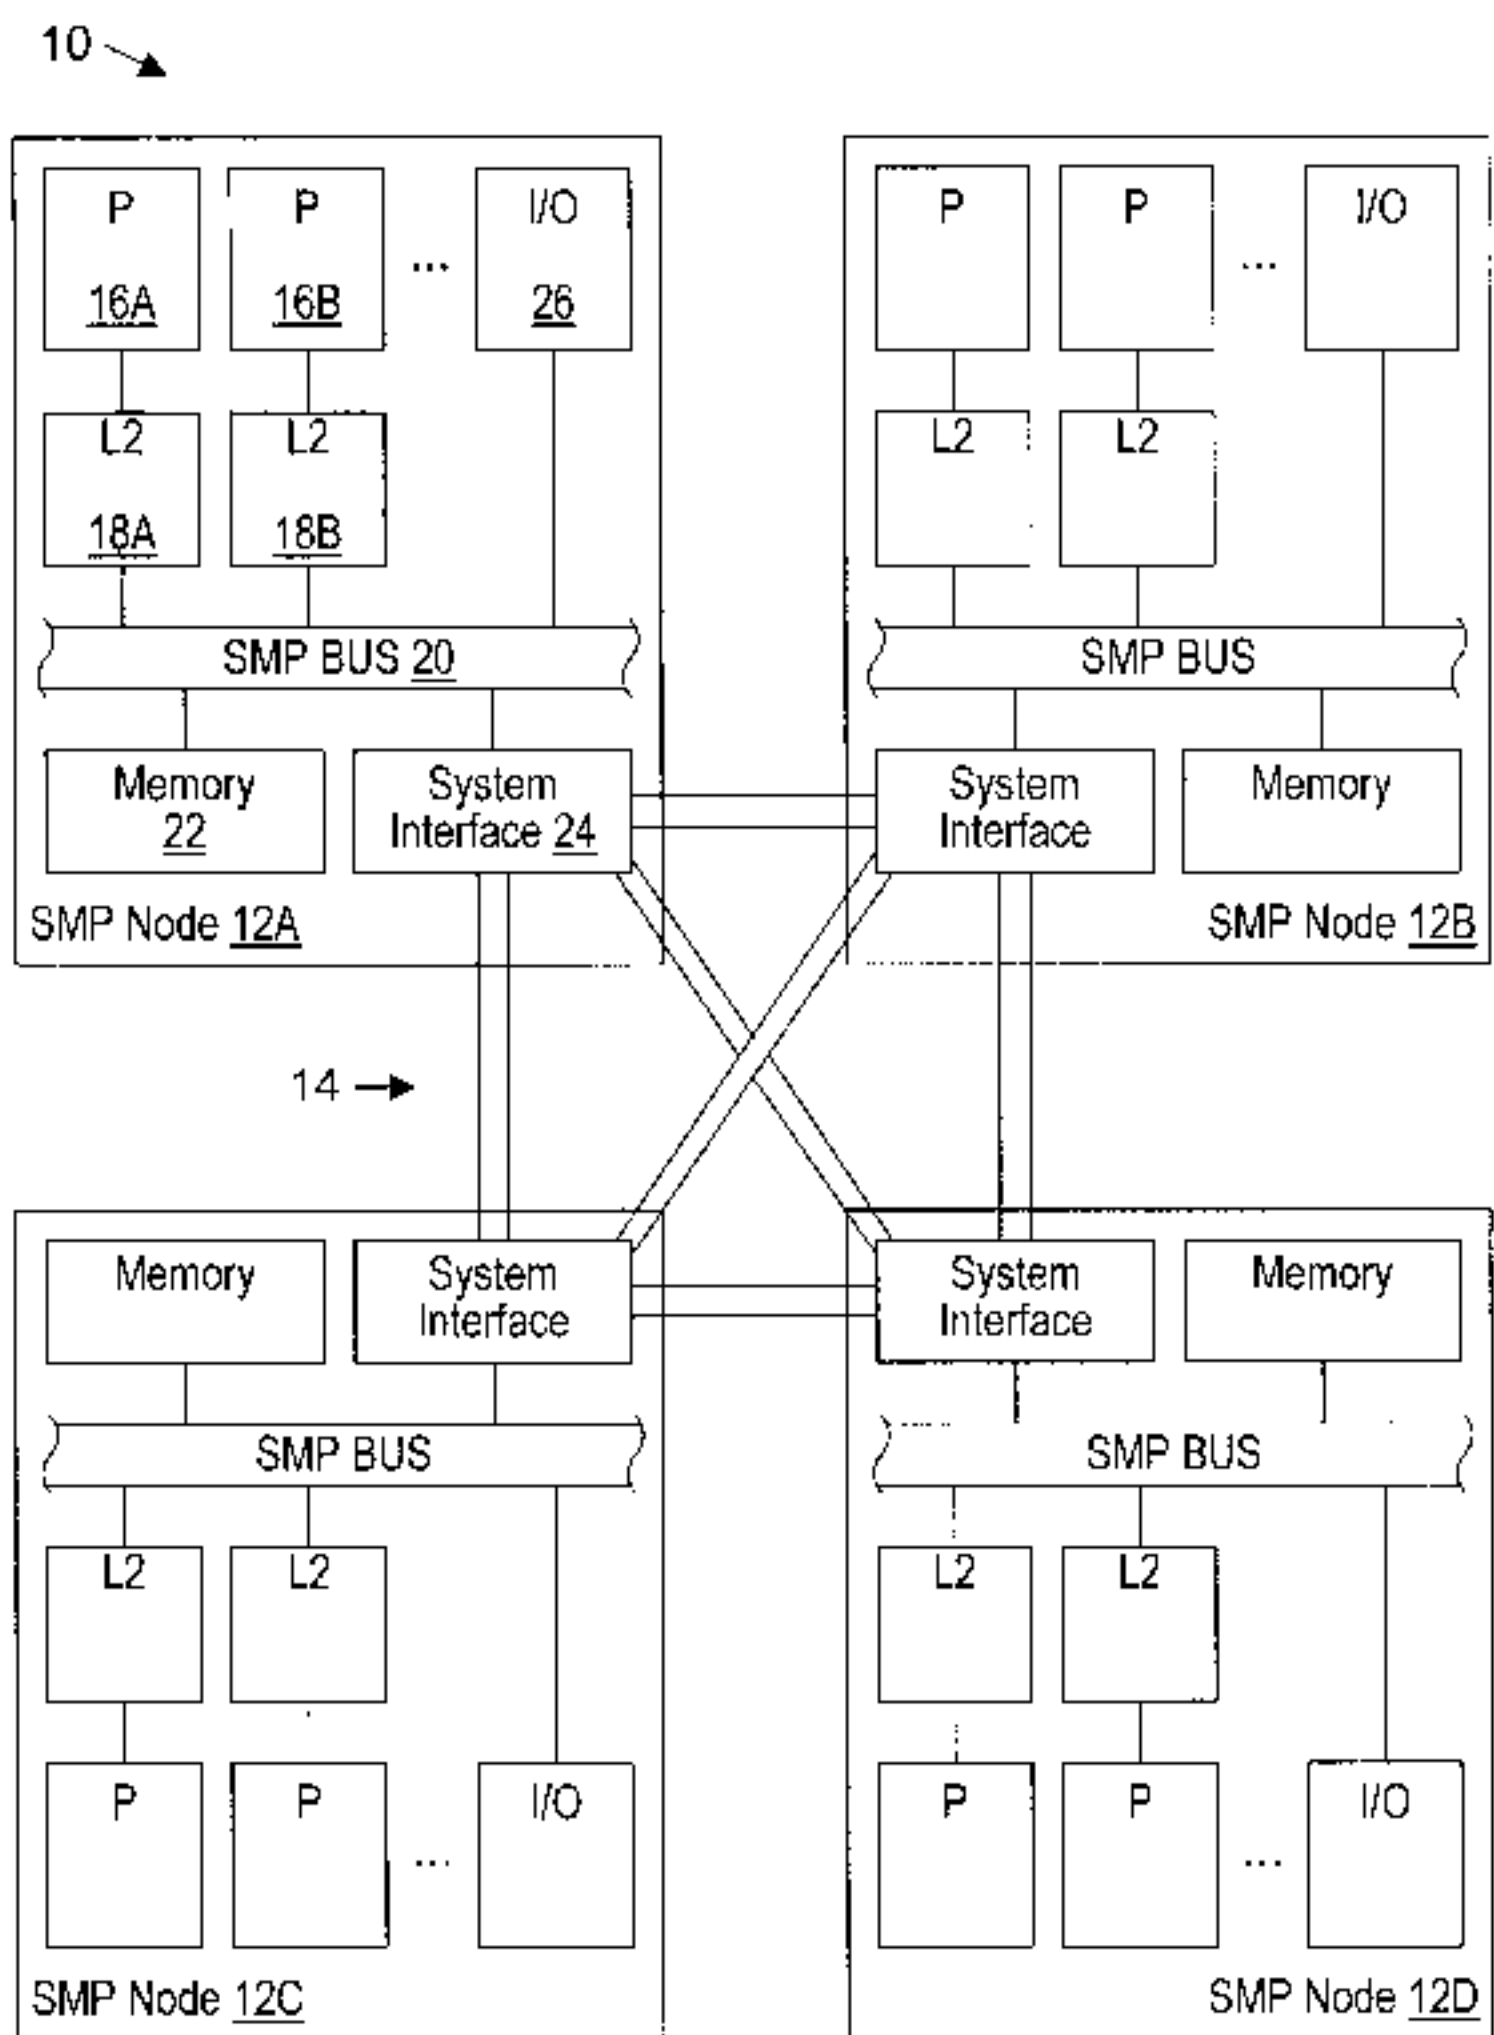 10
P
16A
P
16B
...
I/O
26
L2
18A
L2
18B
SMP BUS 20
Memory
22
System
Interface 24
SMP Node 12A
P
P
...
I/O
L2
L2
SMP BUS
System
Interface
Memory
SMP Node 12B
14
Memory
System
Interface
SMP BUS
L2
L2
P
P
...
I/O
SMP Node 12C
System
Interface
Memory
SMP BUS
L2
L2
P
P
...
I/O
SMP Node 12D